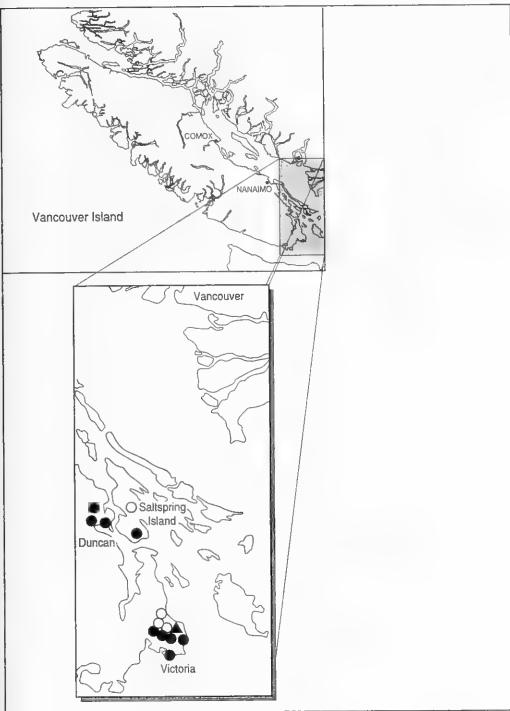 COMOX
NANAIMO
Vancouver Island
Vancouver
Saltspring
Island
Duncan
Victoria